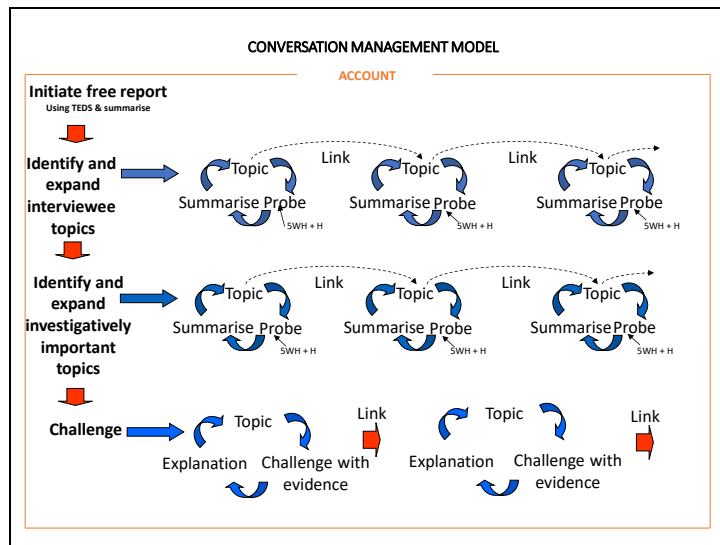 CONVERSATION MANAGEMENT MODEL
ACCOUNT
Initiate free report
Using TEDS & summarise
Identify and
expand
interviewee
topics
Topic
Link
Topic
Link
Topic
Summarise Probe
Summarise Probe
Summarise Probe
5WH + H
5WH + H
5WH + H
Identify and
expand
investigatively
important
topics
Topic
Link
Topic
Link
Topic
Summarise Probe
Summarise Probe
Summarise Probe
5WH + H
5WH + H
5WH + H
Challenge
Topic
Link
Topic
Link
Explanation
Challenge with
evidence
Explanation
Challenge with
evidence